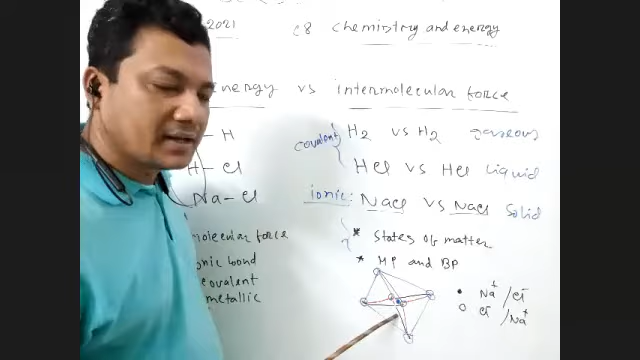 2021 C8 chemistry and energy
energy vs intermolecular force
H covalent H2 vs H2 gaseous
H - Cl HCl vs HCl Liquid
Na - Cl ionic: NaCl vs NaCl Solid
molecular force * States of matter
ionic bond * MP and BP
covalent
metallic
• Na+ / Cl-
○ Cl- / Na+